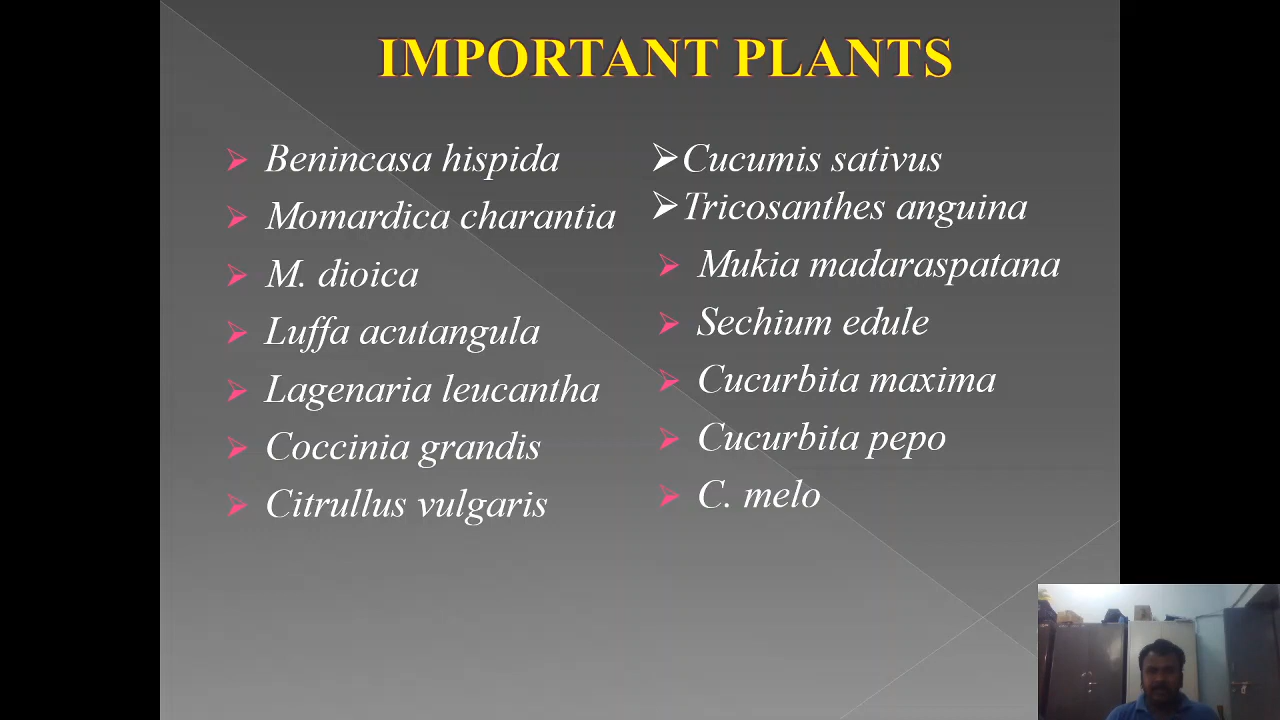 IMPORTANT PLANTS
Benincasa hispida
Momardica charantia
M. dioica
Luffa acutangula
Lagenaria leucantha
Coccinia grandis
Citrullus vulgaris
Cucumis sativus
Tricosanthes anguina
Mukia madaraspatana
Sechium edule
Cucurbita maxima
Cucurbita pepo
C. melo